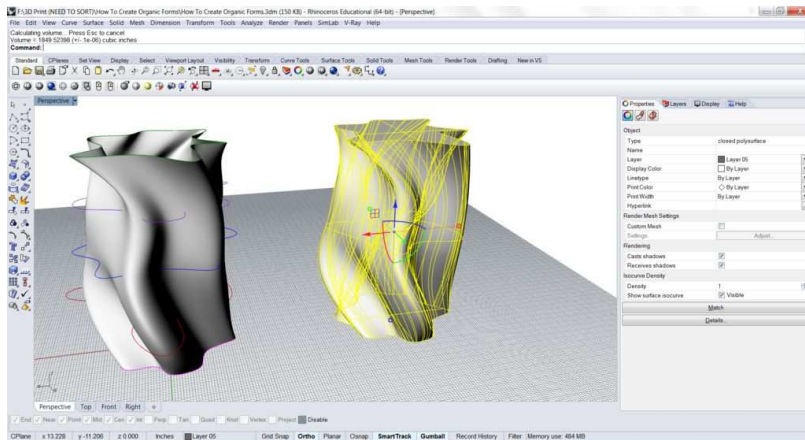 F:\3D Print (NEED TO SORT)\How To Create Organic Forms\How To Create Organic Forms.3dm (150 KB) - Rhinoceros Educational (64-bit) - [Perspective]
File Edit View Curve Surface Solid Mesh Dimension Transform Tools Analyze Render Panels SimLab V-Ray Help
Calculating volume... Press Esc to cancel
Volume = 1849.52398 (+/- 1e-06) cubic inches
Command:
Standard CPlanes Set View Display Select Viewport Layout Visibility Transform Curve Tools Surface Tools Solid Tools Mesh Tools Render Tools Drafting New in V5
Perspective
Properties Layers Display Help
Object
Type closed polysurface
Name
Layer Layer 05
Display Color By Layer
Linetype By Layer
Print Color By Layer
Print Width By Layer
Hyperlink
Render Mesh Settings
Custom Mesh
Settings Adjust...
Rendering
Casts shadows
Receives shadows
Isocurve Density
Density 1
Show surface isocurve Visible
Match
Details...
Perspective Top Front Right
End Near Point Mid Cen Int Perp Tan Quad Knot Vertex Project Disable
CPlane x 13.228 y -11.206 z 0.000 Inches Layer 05 Grid Snap Ortho Planar Osnap SmartTrack Gumball Record History Filter Memory use: 484 MB